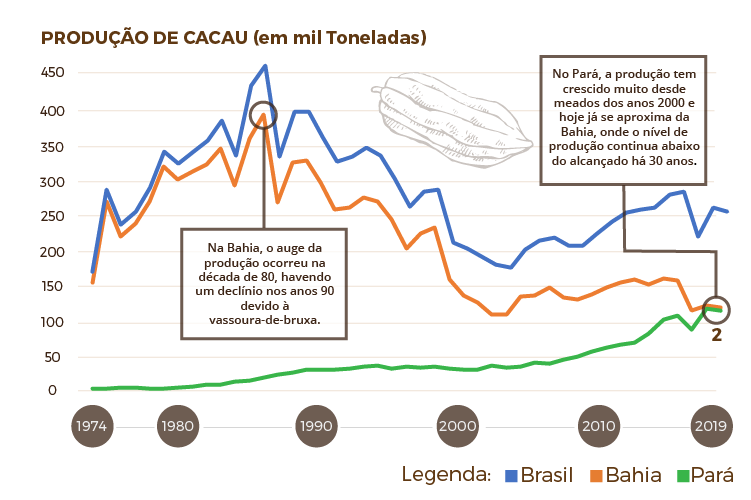 PRODUÇÃO DE CACAU (em mil Toneladas)
450
400
350
300
250
200
150
100
50
0
No Pará, a produção tem
crescido muito desde
meados dos anos 2000 e
hoje já se aproxima da
Bahia, onde o nível de
produção continua abaixo
do alcançado há 30 anos.
Na Bahia, o auge da
produção ocorreu na
década de 80, havendo
um declínio nos anos 90
devido à
vassoura-de-bruxa.
2
1974
1980
1990
2000
2010
2019
Legenda: Brasil Bahia Pará